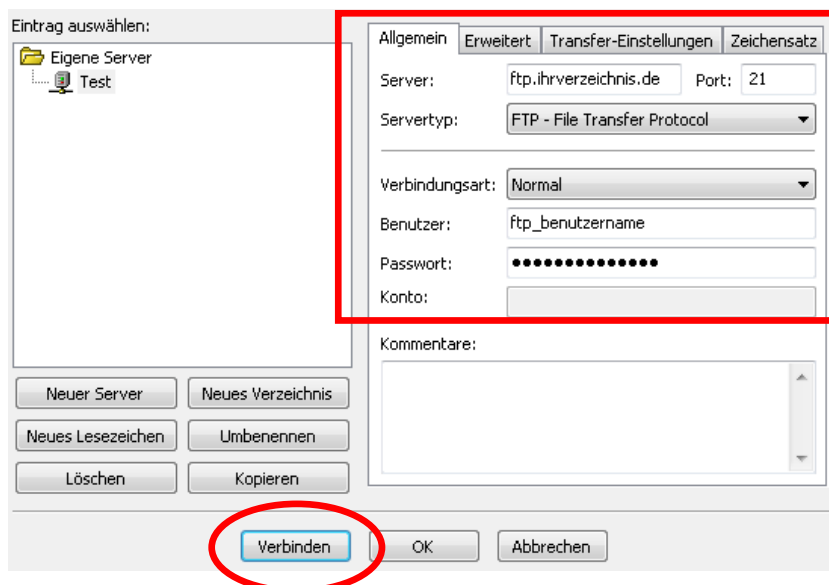 Eintrag auswählen:
Eigene Server
Test
Neuer Server
Neues Verzeichnis
Neues Lesezeichen
Umbenennen
Löschen
Kopieren
Allgemein
Erweitert
Transfer-Einstellungen
Zeichensatz
Server: ftp.ihrverzeichnis.de Port: 21
Servertyp: FTP - File Transfer Protocol
Verbindungsart: Normal
Benutzer: ftp_benutzername
Passwort: ●●●●●●●●●●●●●●
Konto:
Kommentare:
Verbinden
OK
Abbrechen